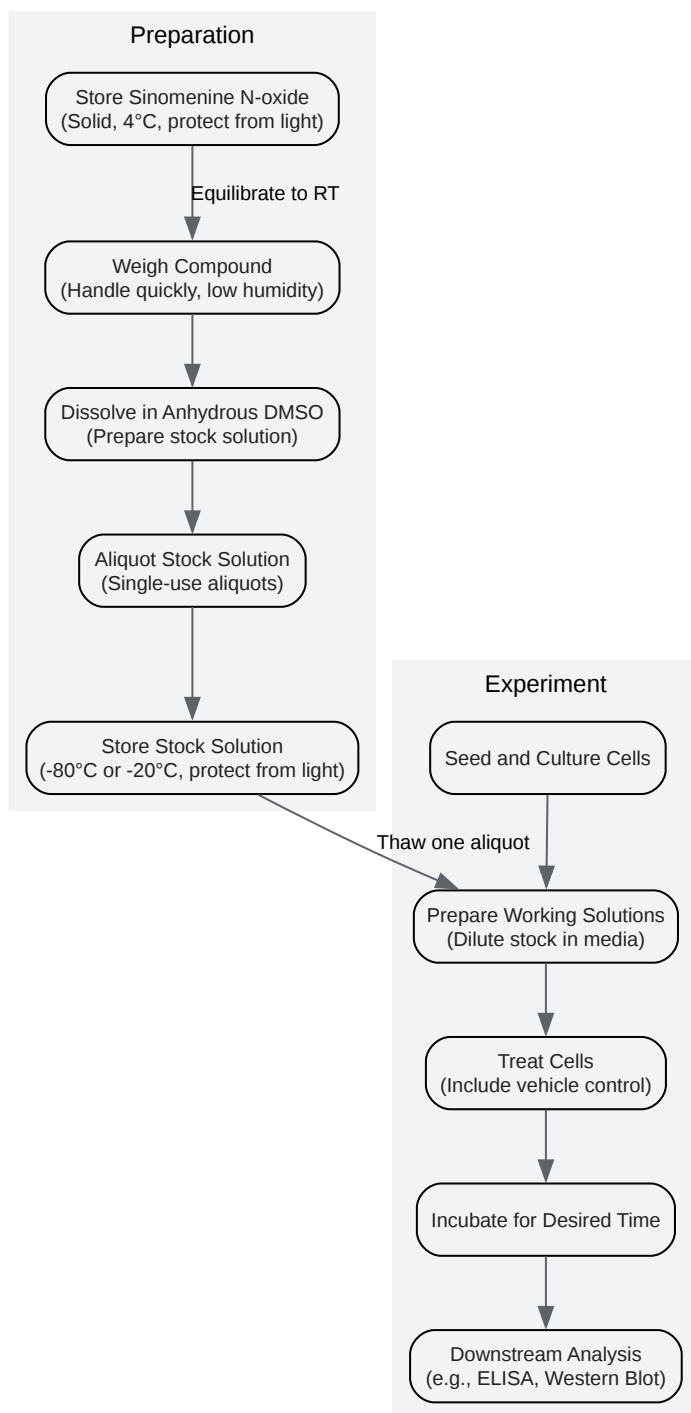 Preparation
Store Sinomenine N-oxide
(Solid, 4°C, protect from light)
Equilibrate to RT
Weigh Compound
(Handle quickly, low humidity)
Dissolve in Anhydrous DMSO
(Prepare stock solution)
Aliquot Stock Solution
(Single-use aliquots)
Store Stock Solution
(-80°C or -20°C, protect from light)
Experiment
Seed and Culture Cells
Thaw one aliquot
Prepare Working Solutions
(Dilute stock in media)
Treat Cells
(Include vehicle control)
Incubate for Desired Time
Downstream Analysis
(e.g., ELISA, Western Blot)